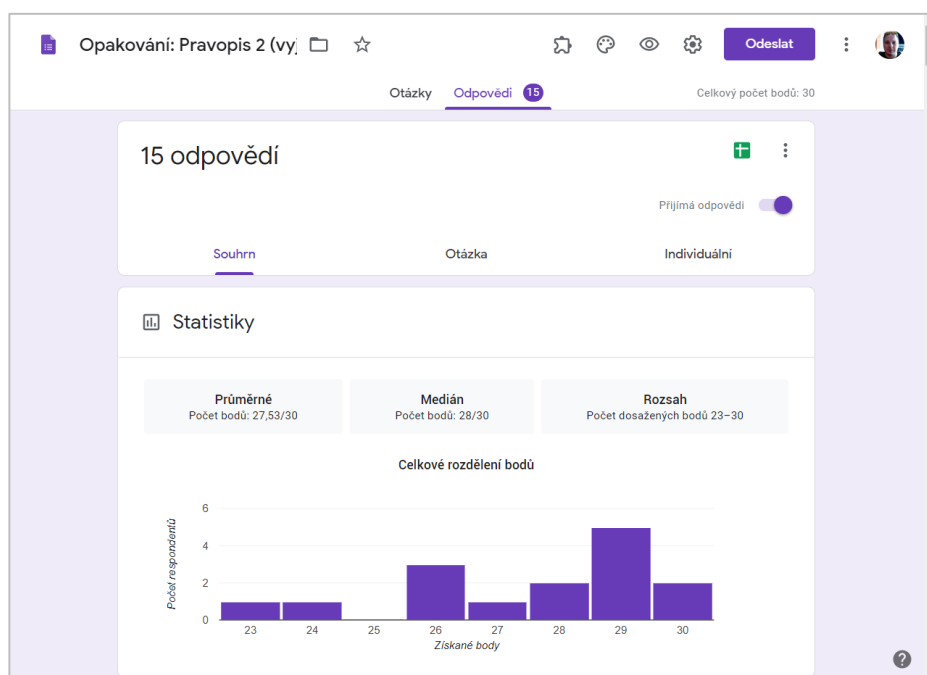 Opakování: Pravopis 2 (vyj
Odeslat
Otázky Odpovědi 15
Celkový počet bodů: 30
15 odpovědí
Přijímá odpovědi
Souhrn Otázka Individuální
Statistiky
Průměrné Medián Rozsah
Počet bodů: 27,53/30 Počet bodů: 28/30 Počet dosažených bodů 23–30
Celkové rozdělení bodů
Počet respondentů
6
4
2
0
23 24 25 26 27 28 29 30
Získané body